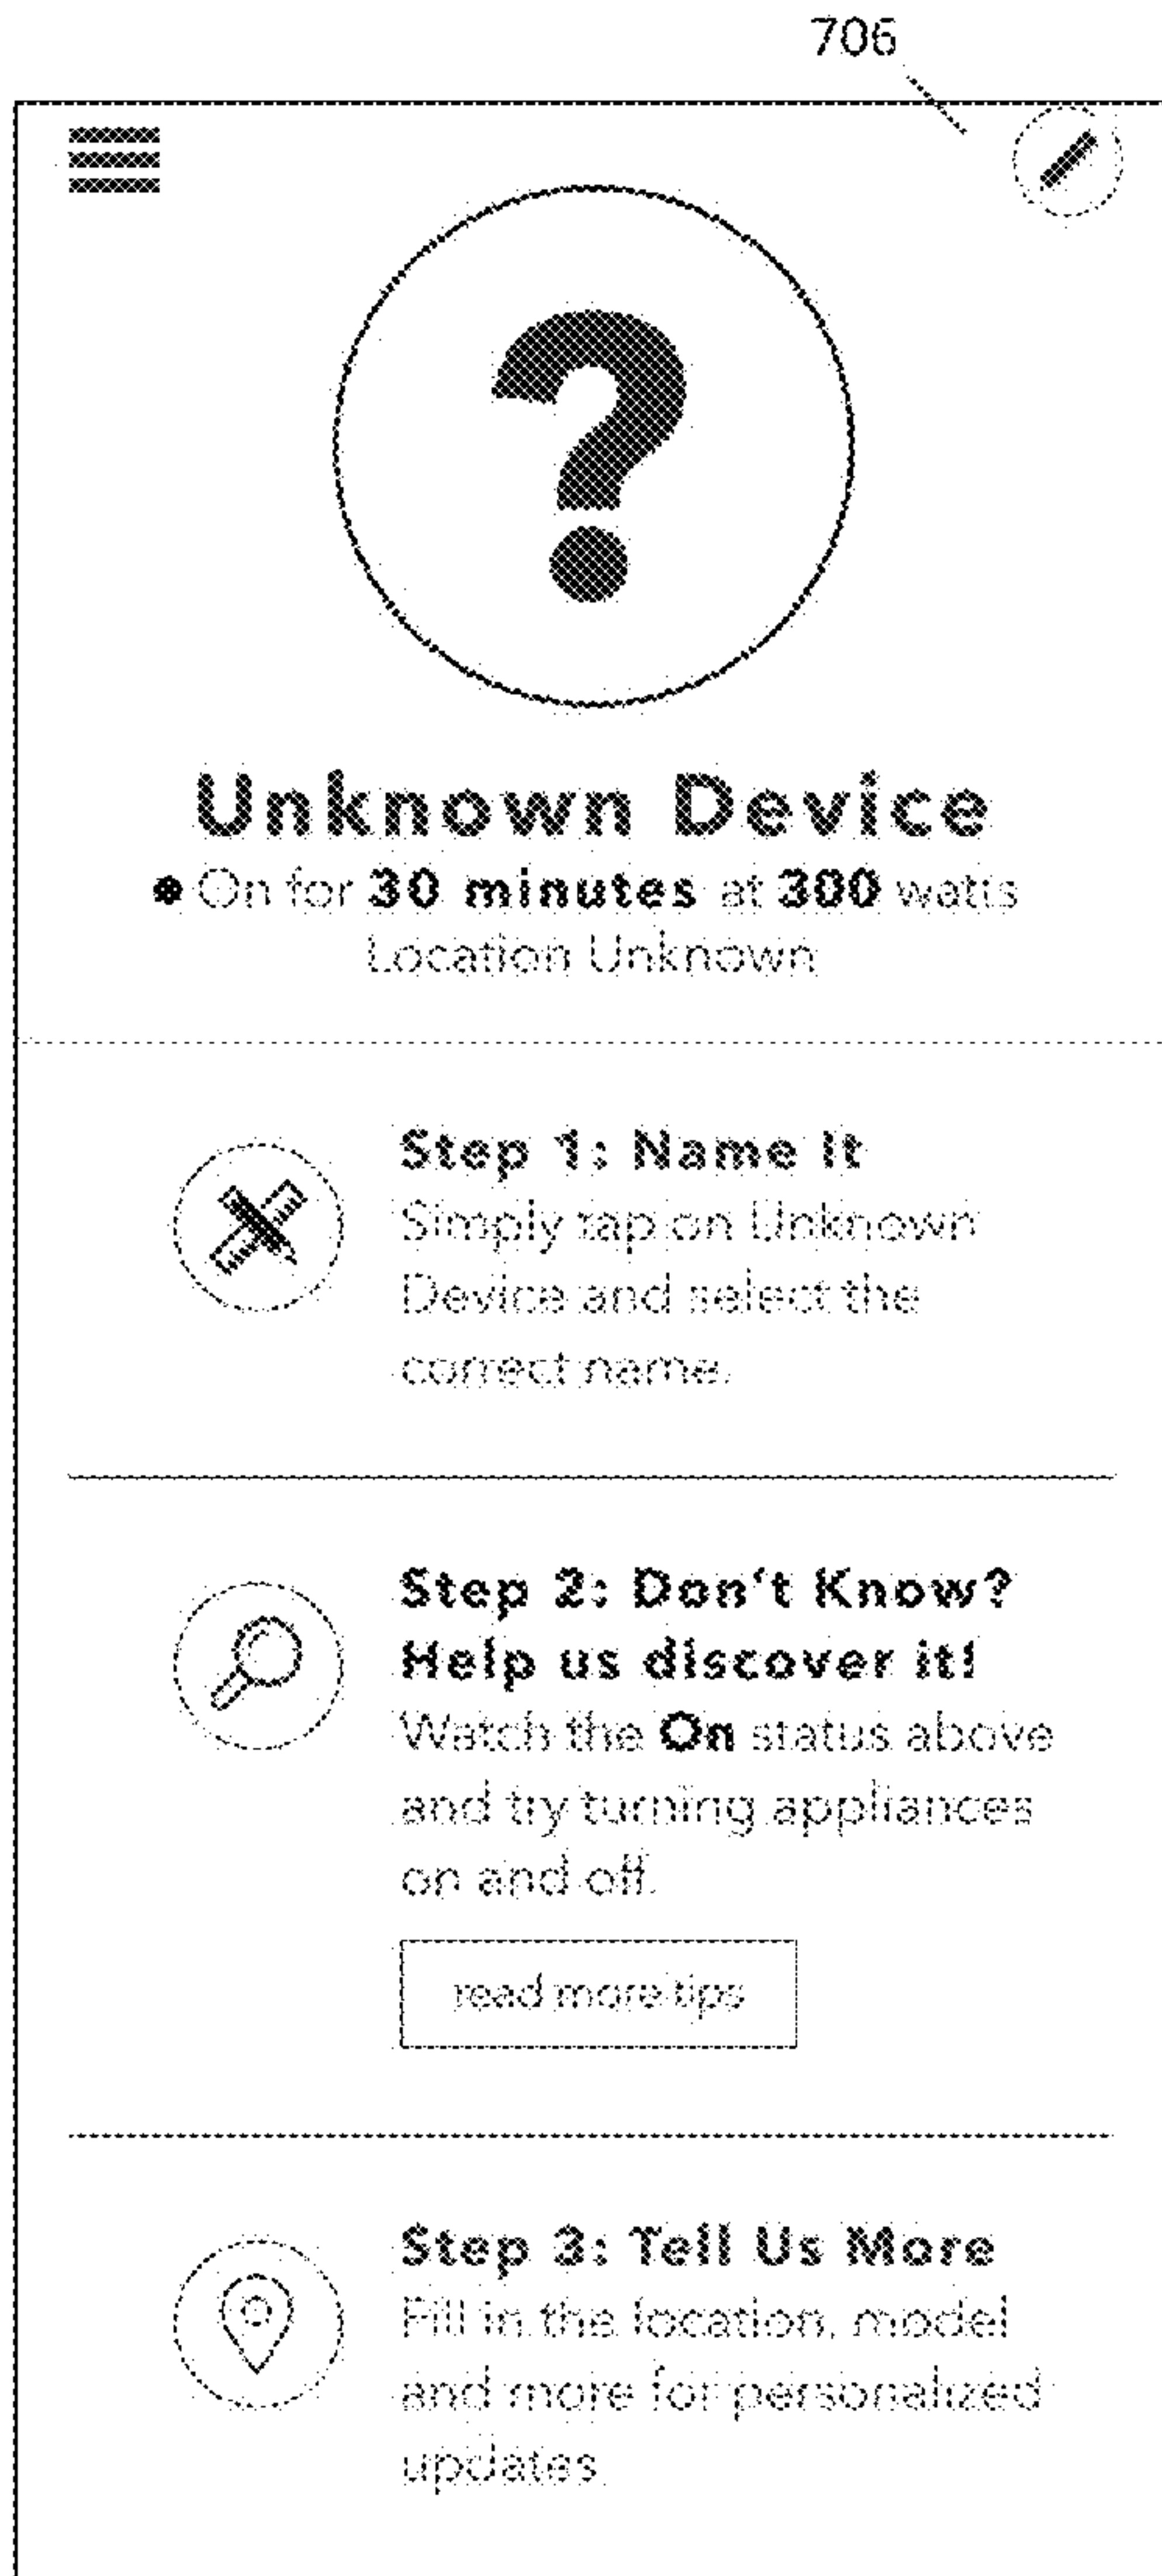 706
Unknown Device
On for 30 minutes at 300 watts
Location Unknown
Step 1: Name It
Simply tap on Unknown
Device and select the
correct name.
Step 2: Don't Know?
Help us discover it!
Watch the On status above
and try turning appliances
on and off.
read more tips
Step 3: Tell Us More
Fill in the location, model
and more for personalized
updates